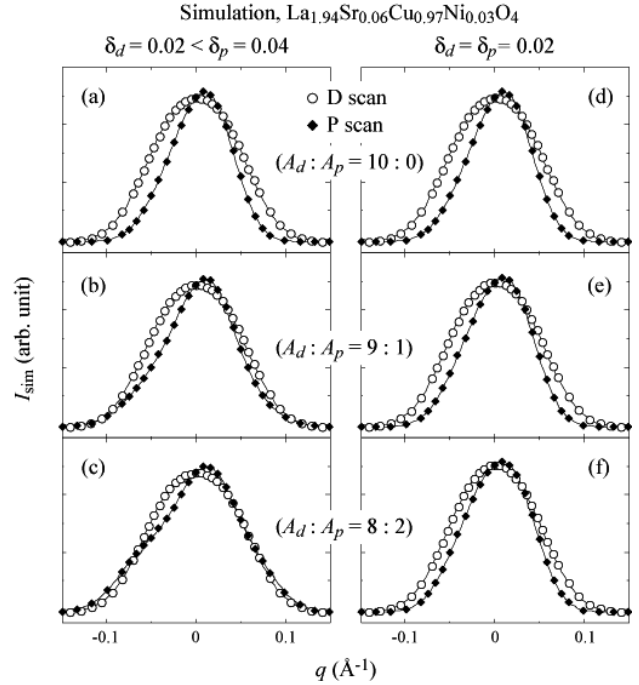 Simulation, La₁.₉₄Sr₀.₀₆Cu₀.₉₇Ni₀.₀₃O₄
δd = 0.02 < δp = 0.04
δd = δp = 0.02
(a)
○ D scan
◆ P scan
(d)
(Ad : Ap = 10 : 0)
(b)
(e)
(Ad : Ap = 9 : 1)
(c)
(f)
(Ad : Ap = 8 : 2)
Isim (arb. unit)
-0.1 0 0.1 -0.1 0 0.1
q (Å⁻¹)